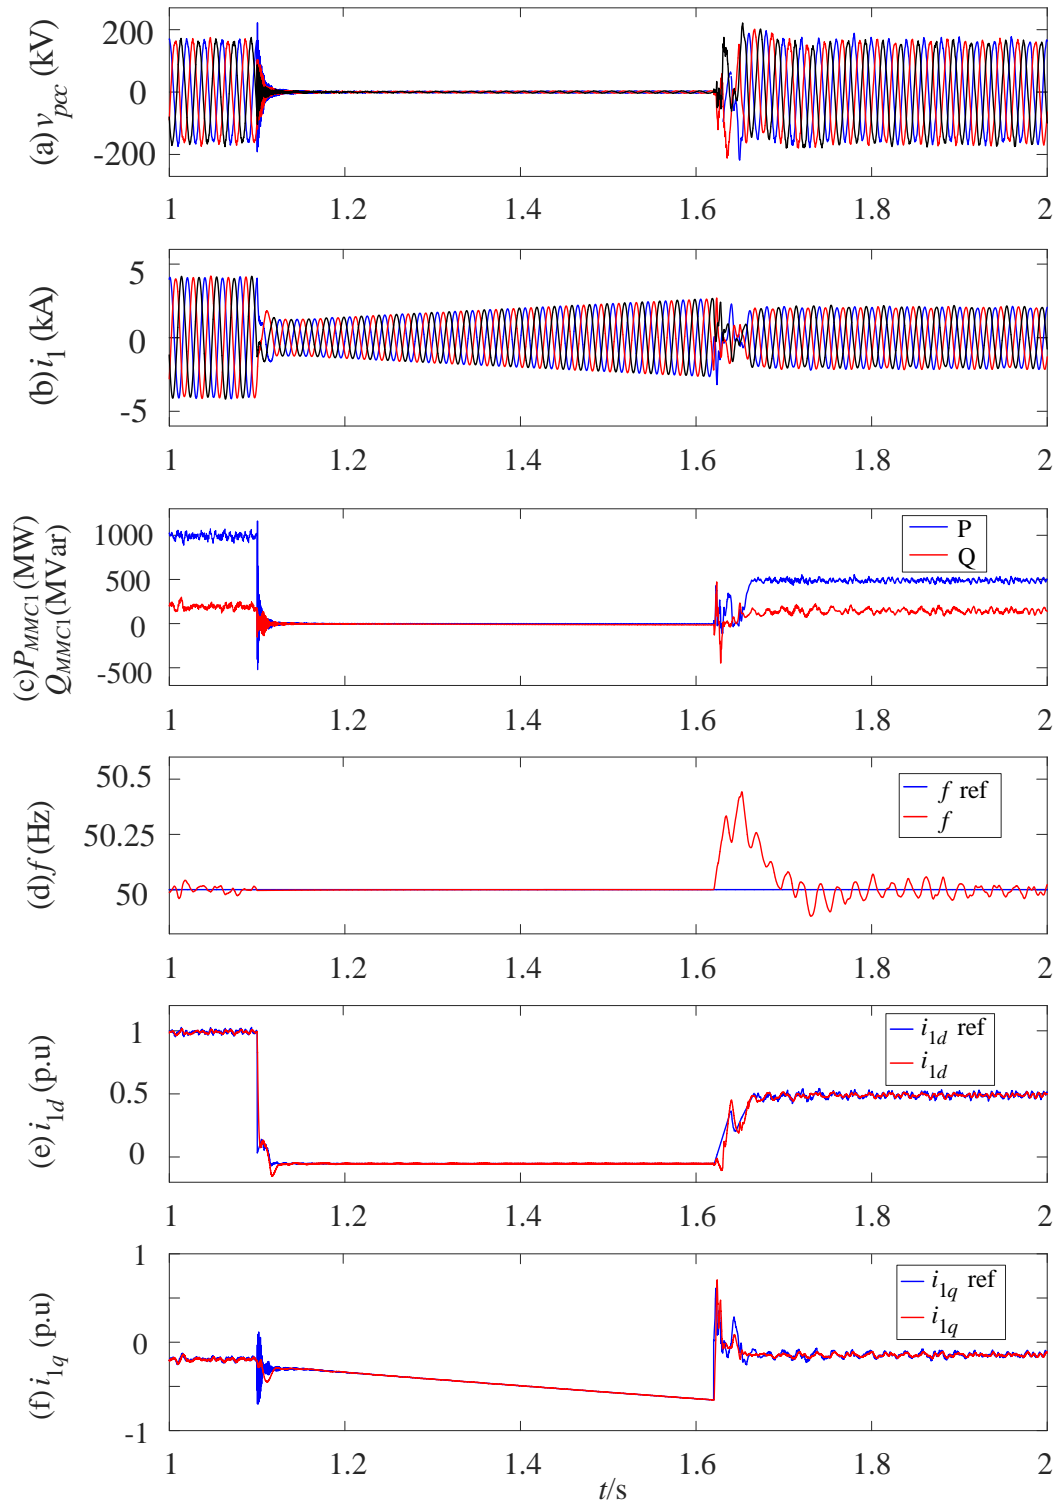 (a) v_pcc (kV)
200
0
-200
1 1.2 1.4 1.6 1.8 2
(b) i_1 (kA)
5
0
-5
1 1.2 1.4 1.6 1.8 2
(c) P_MMC1 (MW)
Q_MMC1 (MVar)
1000
500
0
-500
P
Q
1 1.2 1.4 1.6 1.8 2
(d) f (Hz)
50.5
50.25
50
f ref
f
1 1.2 1.4 1.6 1.8 2
(e) i_1d (p.u)
1
0.5
0
i_1d ref
i_1d
1 1.2 1.4 1.6 1.8 2
(f) i_1q (p.u)
1
0
-1
i_1q ref
i_1q
1 1.2 1.4 1.6 1.8 2
t/s